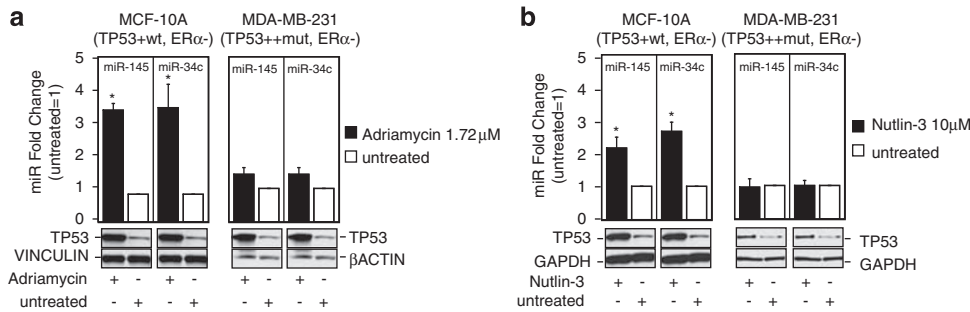 a
MCF-10A
(TP53+wt, ERα-)
MDA-MB-231
(TP53++mut, ERα-)
miR Fold Change
(untreated=1)
5
4
3
2
1
0
miR-145
miR-34c
miR-145
miR-34c
*
*
Adriamycin 1.72µM
untreated
TP53
VINCULIN
TP53
βACTIN
Adriamycin + - + - + - + -
untreated - + - + - + - +
b
MCF-10A
(TP53+wt, ERα-)
MDA-MB-231
(TP53++mut, ERα-)
miR Fold Change
(untreated=1)
5
4
3
2
1
0
miR-145
miR-34c
miR-145
miR-34c
*
*
Nutlin-3 10µM
untreated
TP53
GAPDH
TP53
GAPDH
Nutlin-3 + - + - + - + -
untreated - + - + - + - +